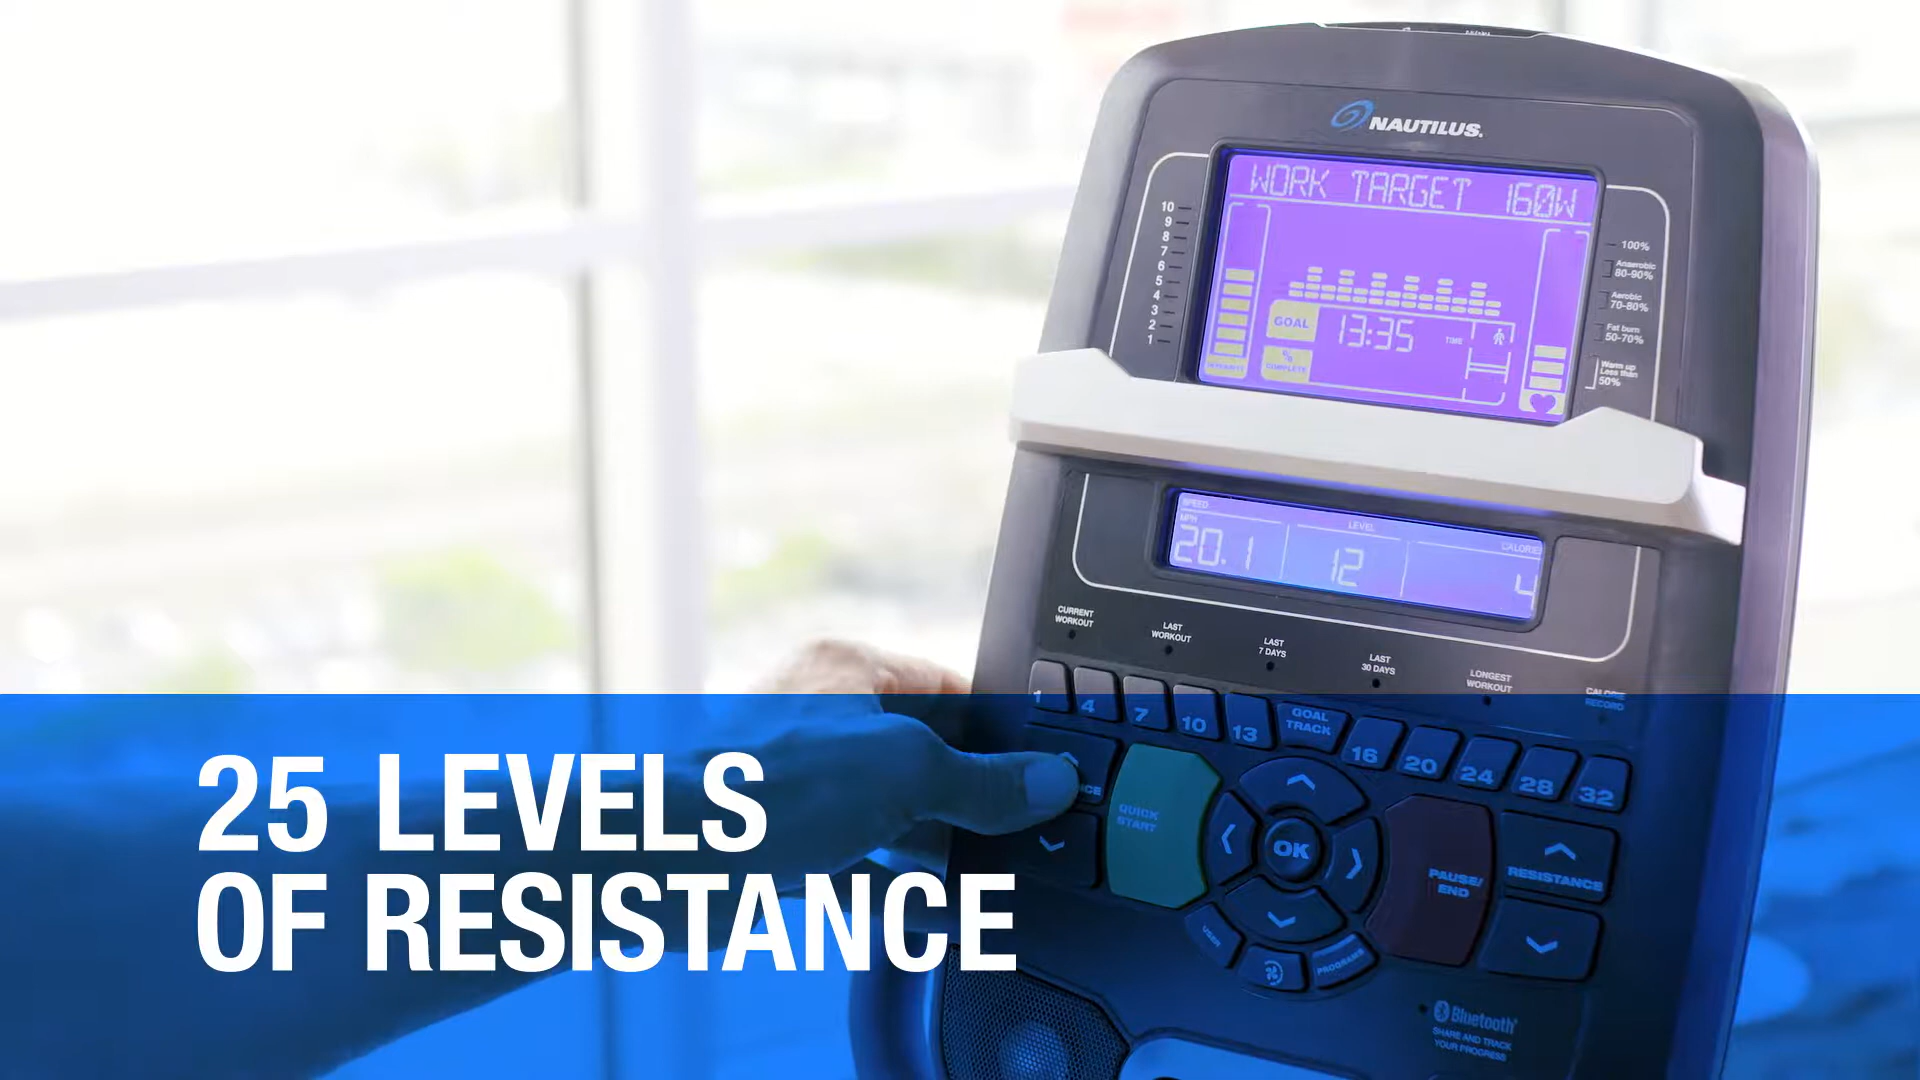 NAUTILUS.
WORK TARGET 160W
10
9
8
7
6
5
4
3
2
1
100%
Anaerobic
80-90%
Aerobic
70-80%
Fat burn
50-70%
Warm up
Less than
50%
GOAL
13:35
TIME
COMPLETE
SPEED
MPH
20.1
LEVEL
12
CALORIE
4
CURRENT
WORKOUT
LAST
WORKOUT
LAST
7 DAYS
LAST
30 DAYS
LONGEST
WORKOUT
CALORIE
RECORD
1 4 7 10 13 GOAL TRACK 16 20 24 28 32
QUICK
START
OK
PAUSE/
END
RESISTANCE
USER
PROGRAMS
Bluetooth
SHARE AND TRACK
YOUR PROGRESS
25 LEVELS
OF RESISTANCE